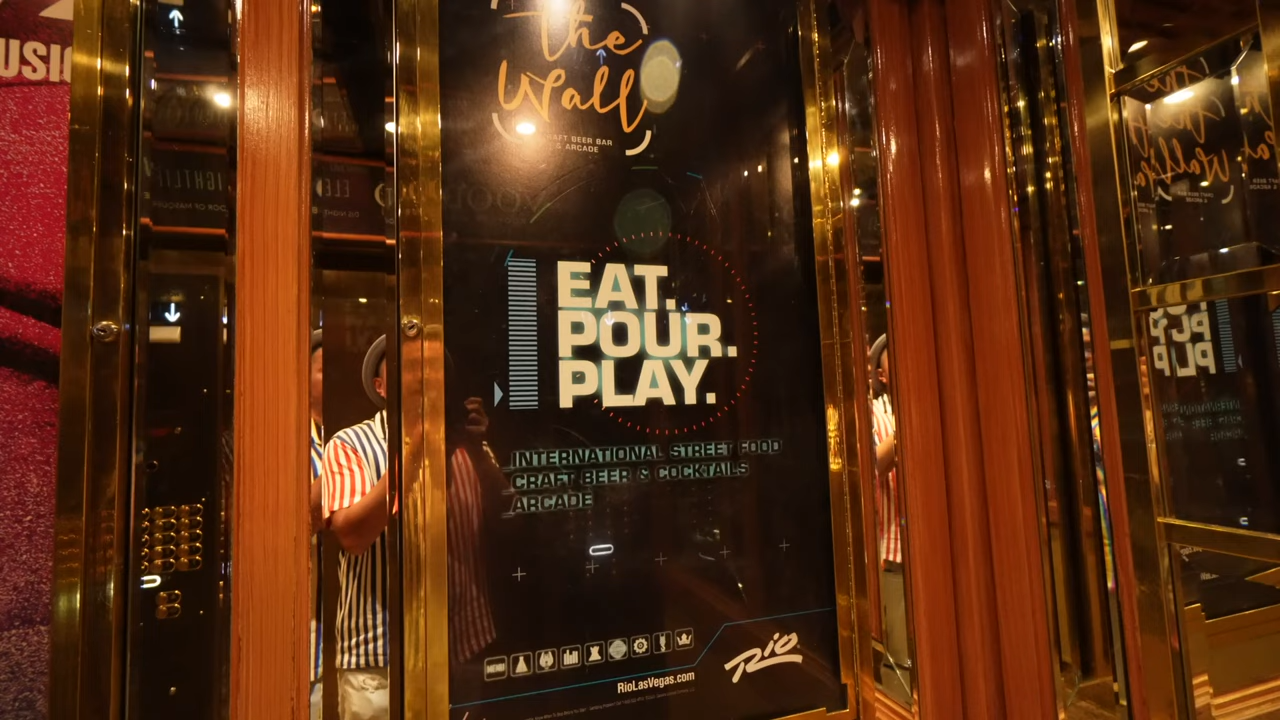 USIC
the
Wall
CRAFT BEER BAR
& ARCADE
EAT.
POUR.
PLAY.
INTERNATIONAL STREET FOOD
CRAFT BEER & COCKTAILS
ARCADE
MENU
Rio
RioLasVegas.com